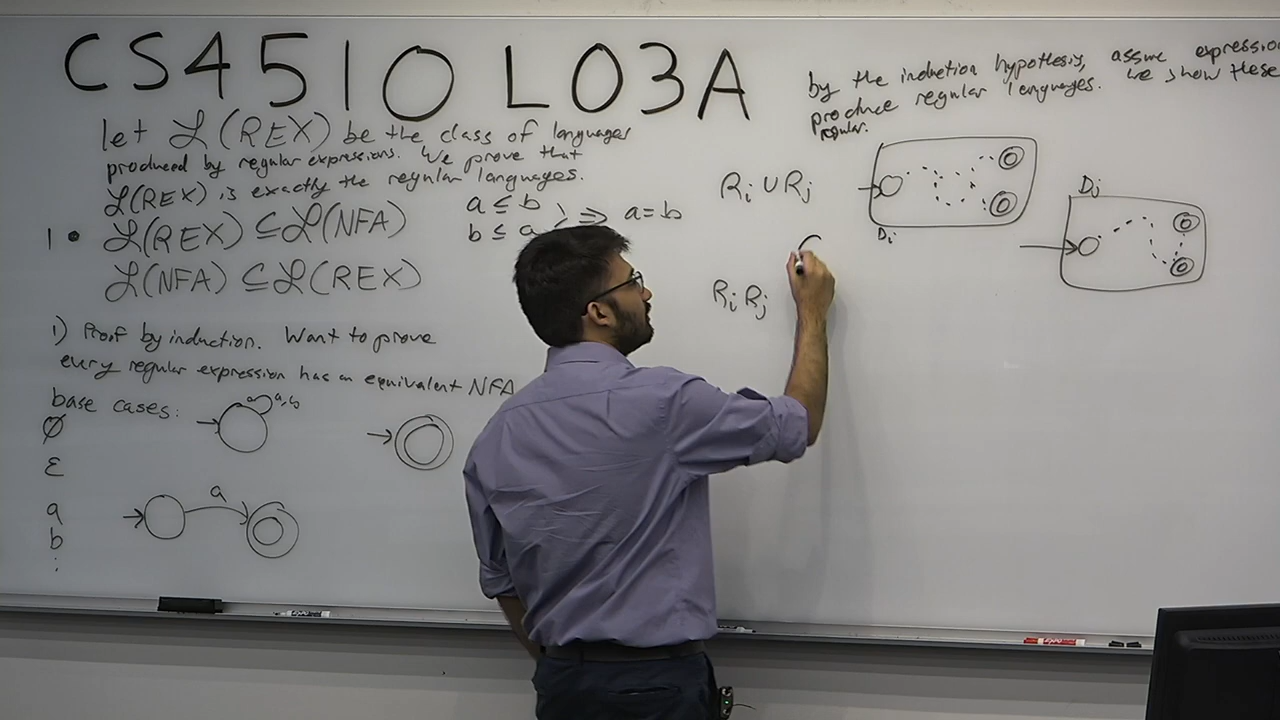 CS4510 L03A
let ℒ(REX) be the class of languages
produced by regular expressions. We prove that
ℒ(REX) is exactly the regular languages.
1 • ℒ(REX) ⊆ ℒ(NFA)
ℒ(NFA) ⊆ ℒ(REX)
a ≤ b
b ≤ a
⟹ a = b
1) Proof by induction. Want to prove
every regular expression has an equivalent NFA
base cases:
∅
ε
a
b
:
a,b
a
by the induction hypothesis, assume expressio
produce regular languages. We show these
regular.
Ri ∪ Rj
Di
Dj
Ri Rj